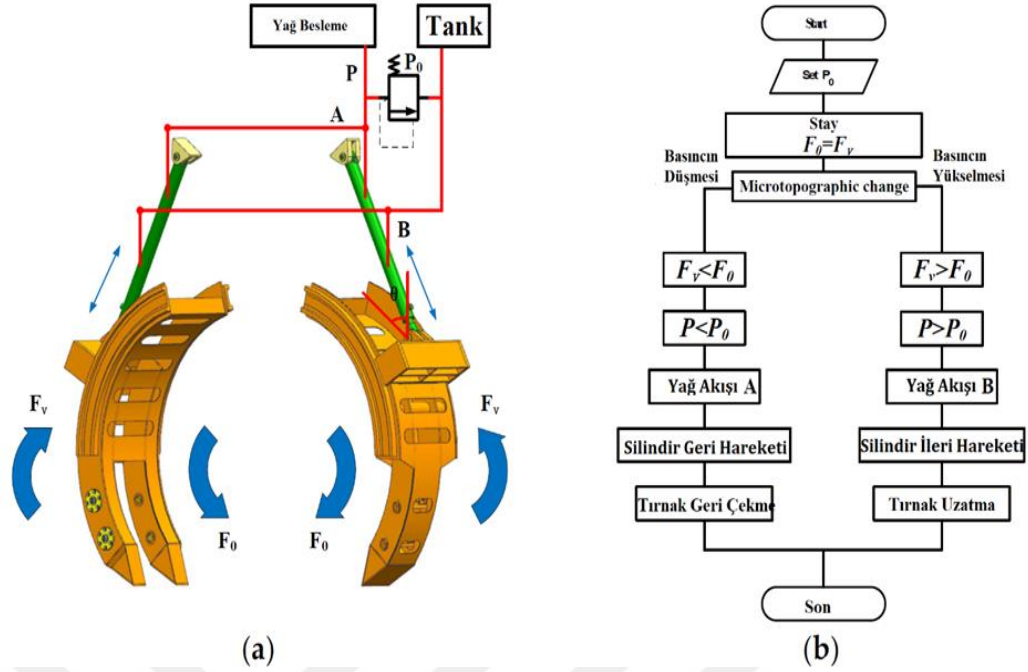 Yağ Besleme
Tank
P
P₀
A
B
θ
Fᵥ
Fᵥ
F₀
F₀
(a)
Start
Set P₀
Stay
F₀=Fᵥ
Basıncın
Düşmesi
Basıncın
Yükselmesi
Microtopographic change
Fᵥ<F₀
Fᵥ>F₀
P<P₀
P>P₀
Yağ Akışı A
Yağ Akışı B
Silindir Geri Hareketi
Silindir İleri Hareketi
Tırnak Geri Çekme
Tırnak Uzatma
Son
(b)